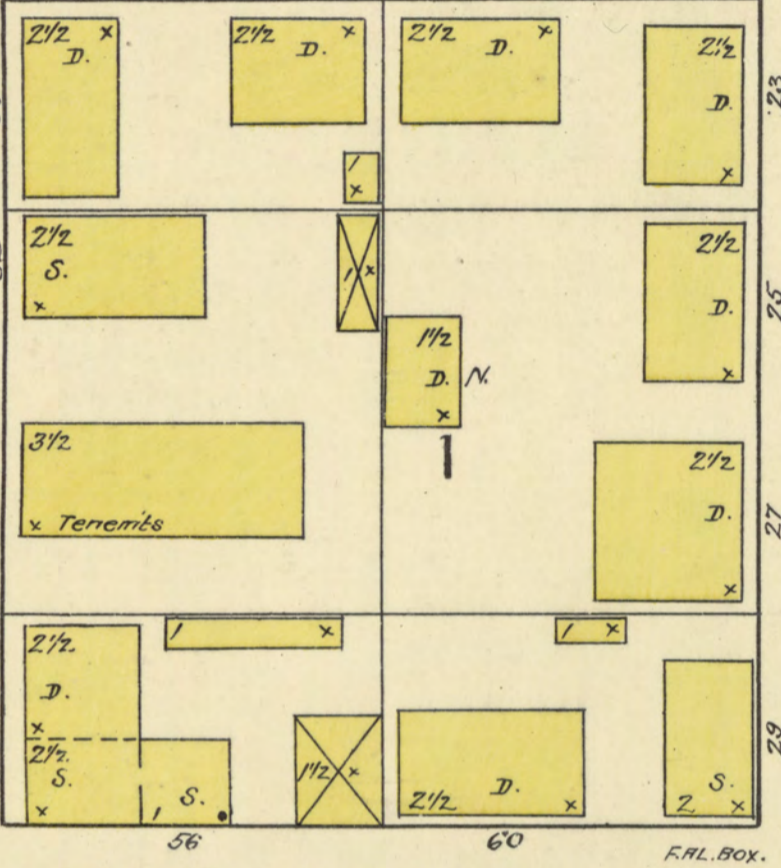 2½ x 2½ x 2½ x 2½
D. D. D. D. 23
1 x x
2½ 2½
S. 1 x D. 25
x 1½ x
D. N.
x
1
3½ 2½
D. 27
x Tenem'ts x
1 x 1 x
2½
D.
x
2½ 1½ x 29
S. S. D. S.
x 1 2½ x 2 x
56 60
F.AL.BOX.